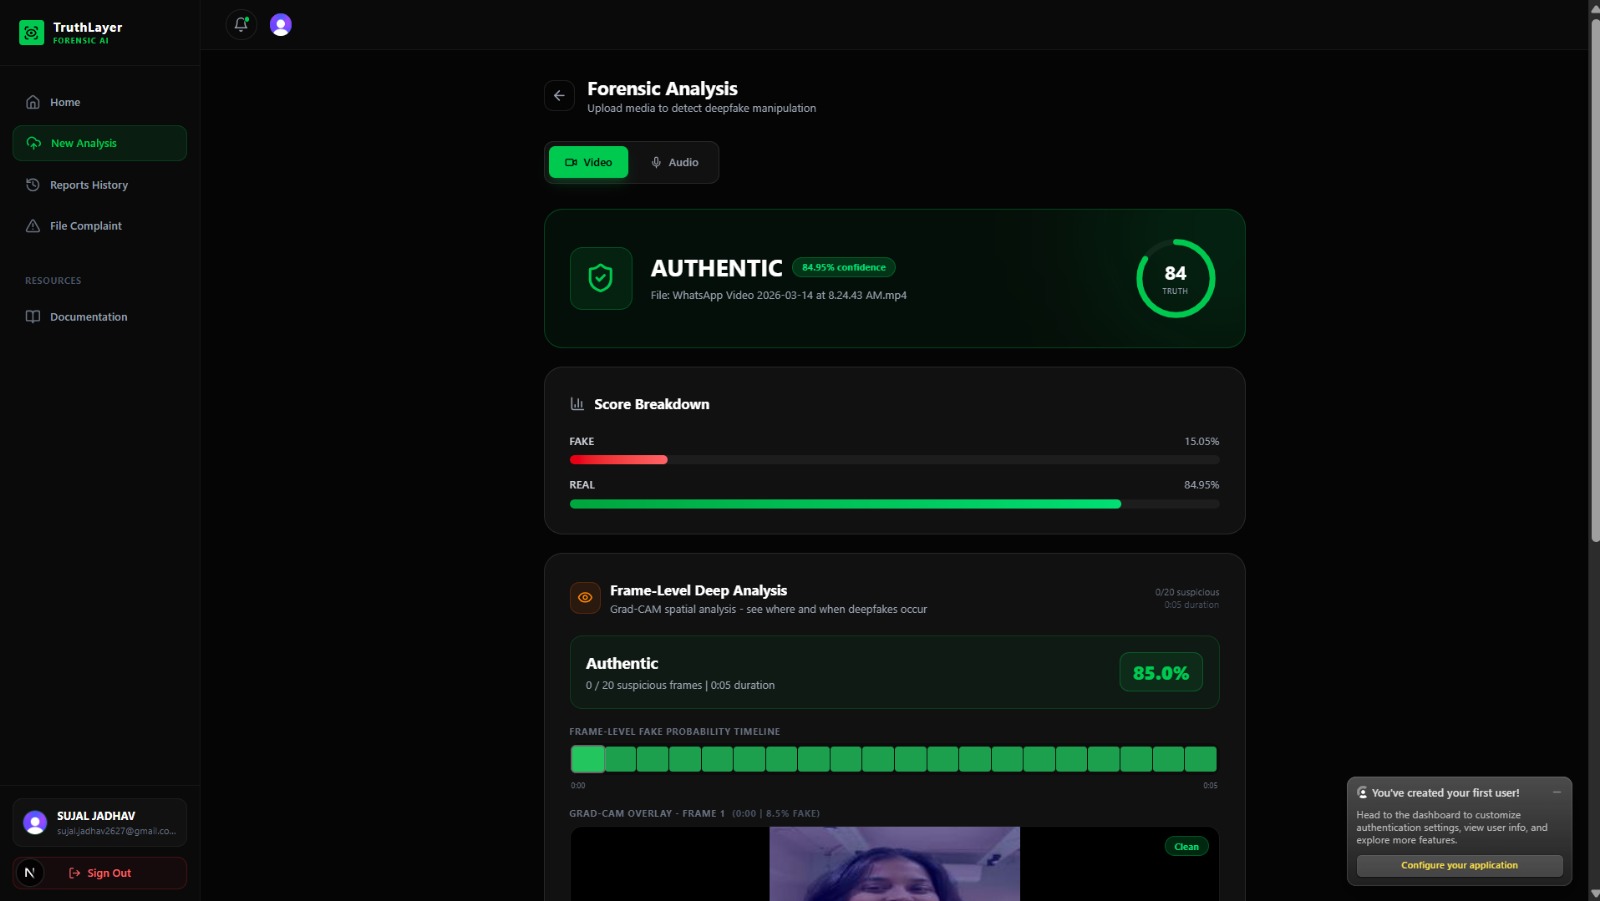 TruthLayer
FORENSIC AI
Home
New Analysis
Reports History
File Complaint
RESOURCES
Documentation
SUJAL JADHAV
sujal.jadhav2627@gmail.co...
N
Sign Out
Forensic Analysis
Upload media to detect deepfake manipulation
Video
Audio
AUTHENTIC
84.95% confidence
File: WhatsApp Video 2026-03-14 at 8.24.43 AM.mp4
84
TRUTH
Score Breakdown
FAKE
15.05%
REAL
84.95%
Frame-Level Deep Analysis
Grad-CAM spatial analysis - see where and when deepfakes occur
0/20 suspicious
0:05 duration
Authentic
0 / 20 suspicious frames | 0:05 duration
85.0%
FRAME-LEVEL FAKE PROBABILITY TIMELINE
0:00
0:05
GRAD-CAM OVERLAY - FRAME 1 (0:00 | 8.5% FAKE)
Clean
You've created your first user!
Head to the dashboard to customize
authentication settings, view user info, and
explore more features.
Configure your application